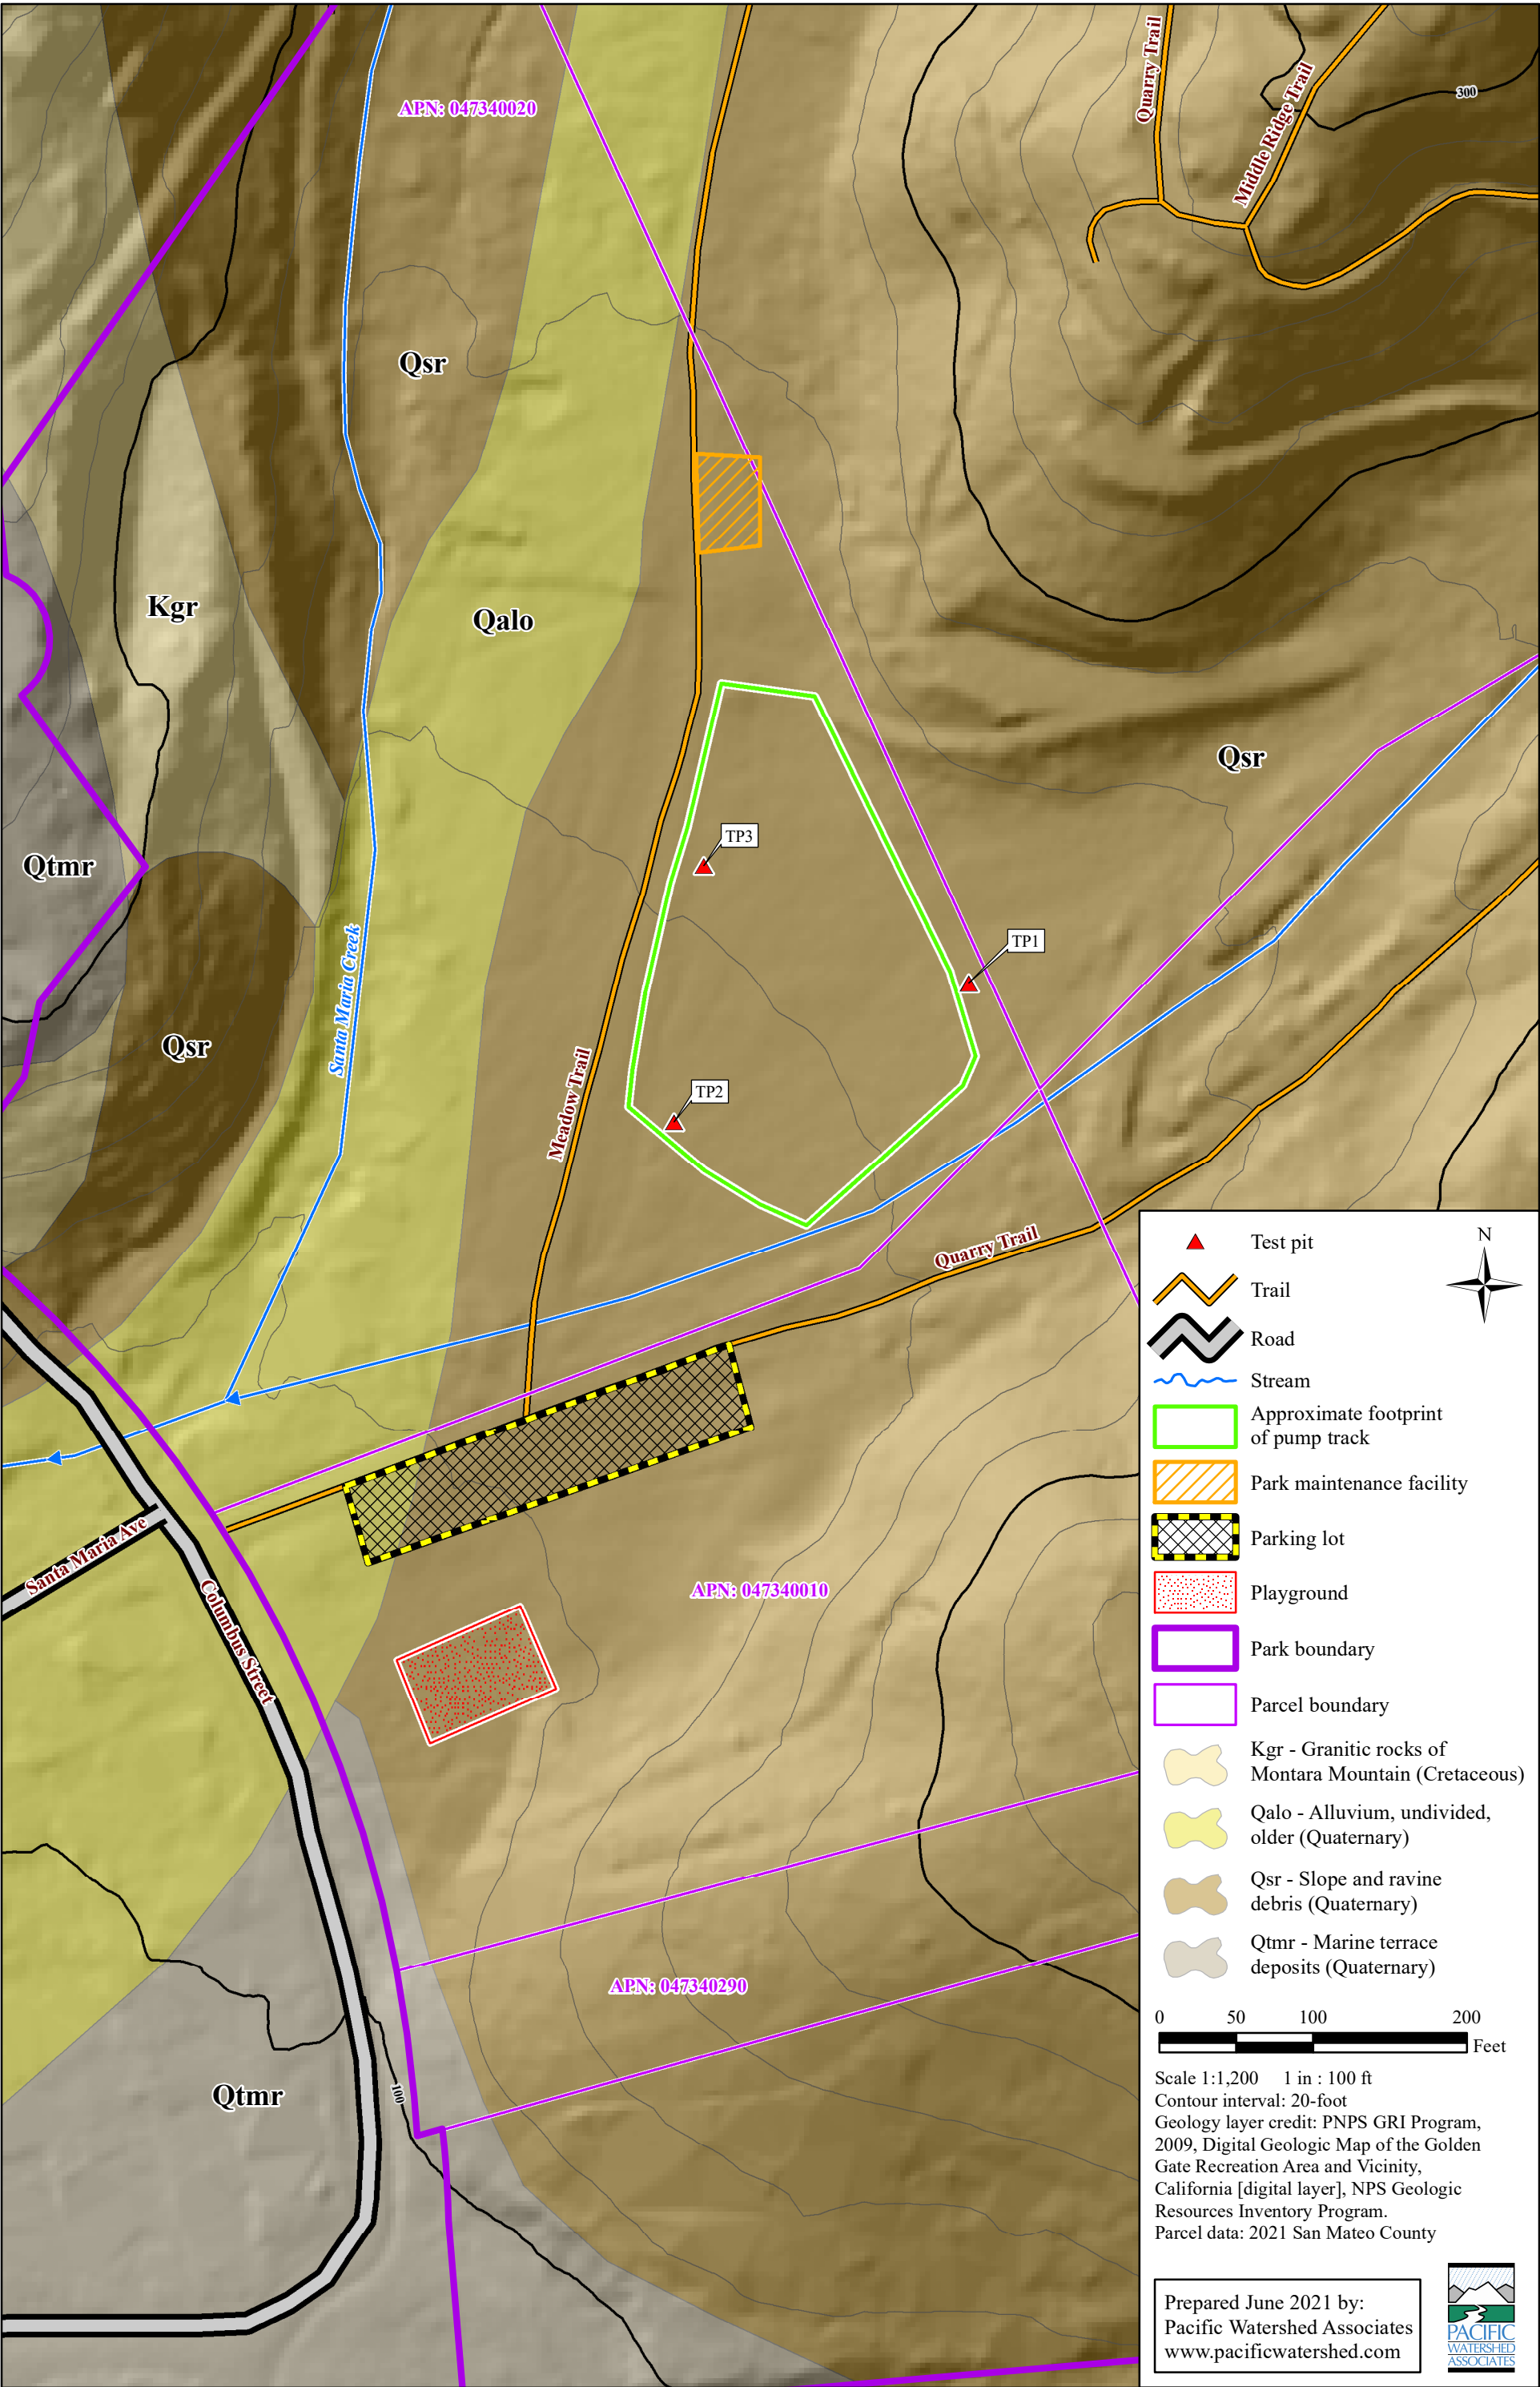 APN: 047340020
Quarry Trail
Middle Ridge Trail
300
Qsr
Kgr
Qalo
Qsr
Qtmr
TP3
TP1
Santa Maria Creek
Qsr
Meadow Trail
TP2
Quarry Trail
Santa Maria Ave
Columbus Street
APN: 047340010
APN: 047340290
Qtmr
100
N
Test pit
Trail
Road
Stream
Approximate footprint
of pump track
Park maintenance facility
Parking lot
Playground
Park boundary
Parcel boundary
Kgr - Granitic rocks of
Montara Mountain (Cretaceous)
Qalo - Alluvium, undivided,
older (Quaternary)
Qsr - Slope and ravine
debris (Quaternary)
Qtmr - Marine terrace
deposits (Quaternary)
0 50 100 200
Feet
Scale 1:1,200 1 in : 100 ft
Contour interval: 20-foot
Geology layer credit: PNPS GRI Program,
2009, Digital Geologic Map of the Golden
Gate Recreation Area and Vicinity,
California [digital layer], NPS Geologic
Resources Inventory Program.
Parcel data: 2021 San Mateo County
Prepared June 2021 by:
Pacific Watershed Associates
www.pacificwatershed.com
PACIFIC
WATERSHED
ASSOCIATES